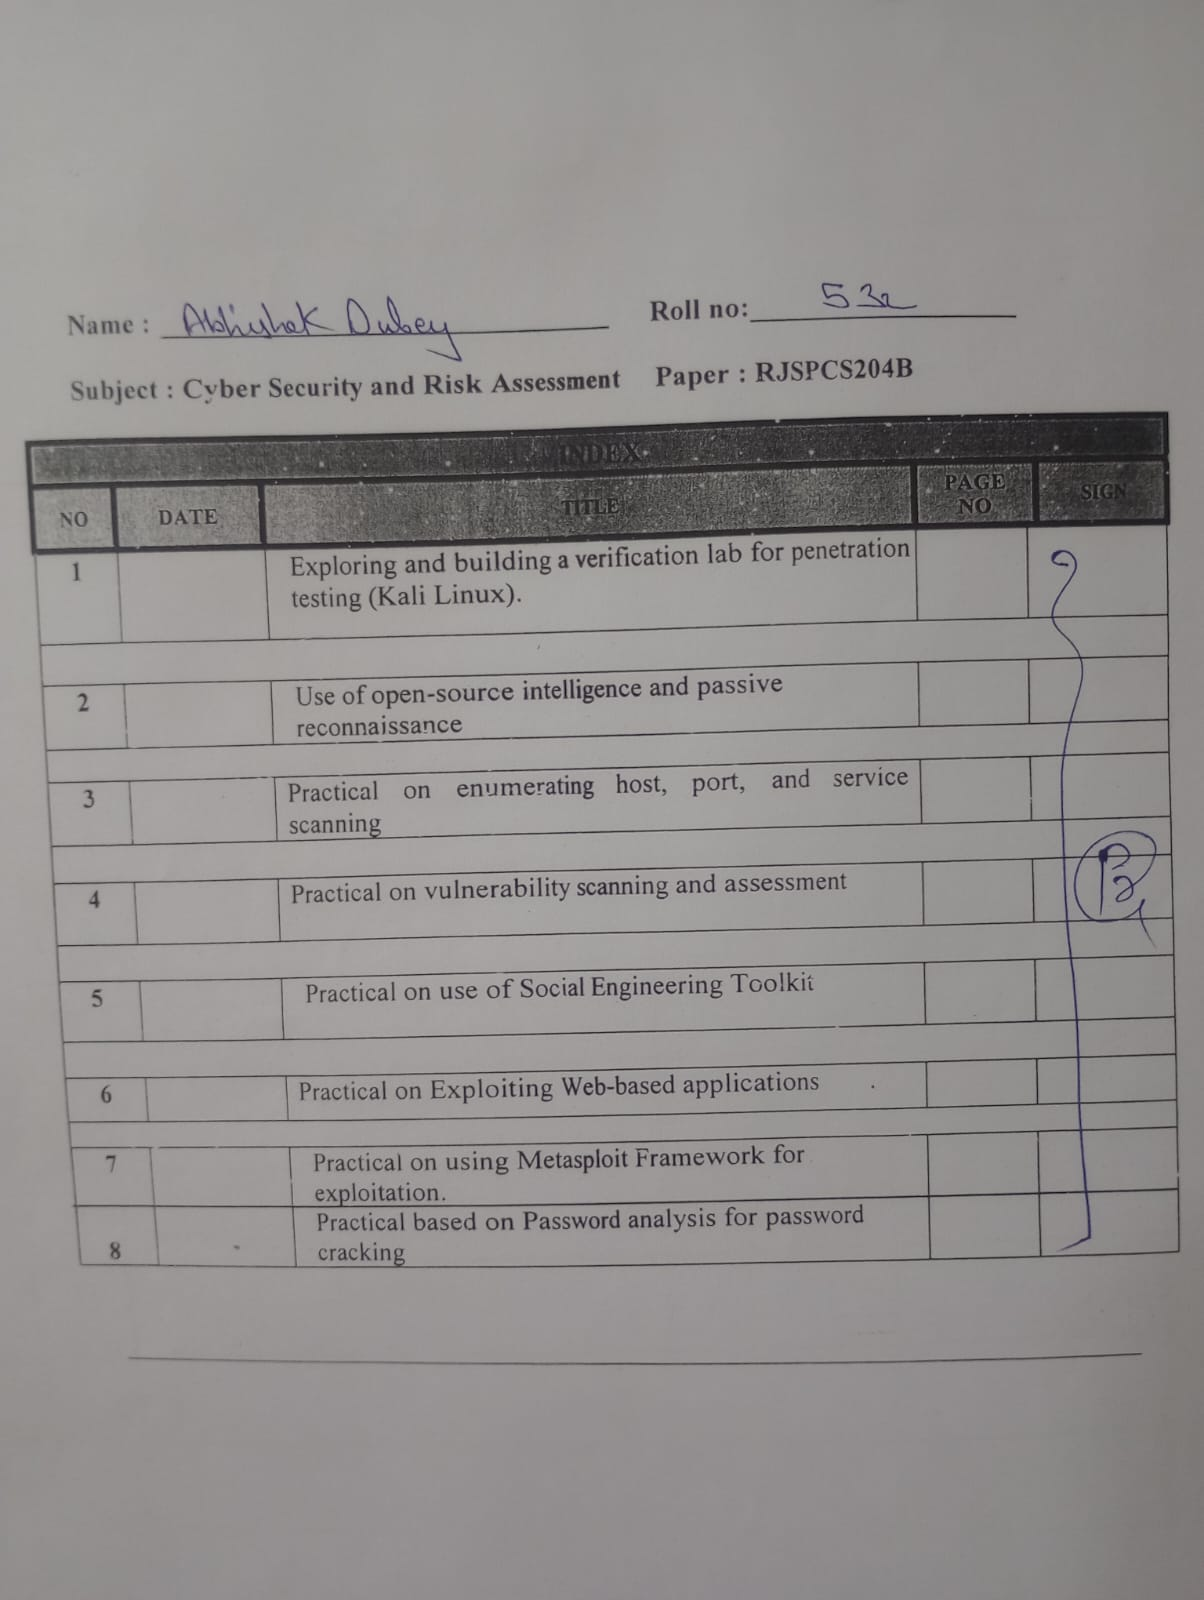 Name : Abhishek Dubey Roll no: 532
Subject : Cyber Security and Risk Assessment Paper : RJSPCS204B
INDEX
NO DATE TITLE PAGE NO SIGN
1 Exploring and building a verification lab for penetration
testing (Kali Linux).
2 Use of open-source intelligence and passive
reconnaissance
3 Practical on enumerating host, port, and service
scanning
4 Practical on vulnerability scanning and assessment
5 Practical on use of Social Engineering Toolkit
6 Practical on Exploiting Web-based applications
7 Practical on using Metasploit Framework for
exploitation.
8 Practical based on Password analysis for password
cracking